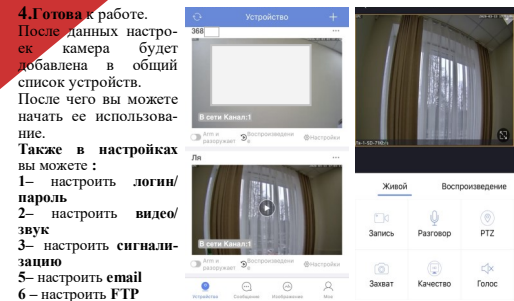 4.Готова к работе.
После данных настро-
ек камера будет
добавлена в общий
список устройств.
После чего вы можете
начать ее использова-
ние.
Также в настройках
вы можете :
1– настроить логин/
пароль
2– настроить видео/
звук
3– настроить сигнали-
зацию
5– настроить email
6 – настроить FTP
Устройство
368
В сети Канал:1
Arm и
разоружает
Воспроизведени
е
Настройки
Ля
В сети Канал:1
Arm и
разоружает
Воспроизведени
е
Настройки
Устройство Сообщение Изображение Мое
Живой Воспроизведение
Запись Разговор PTZ
Захват Качество Голос